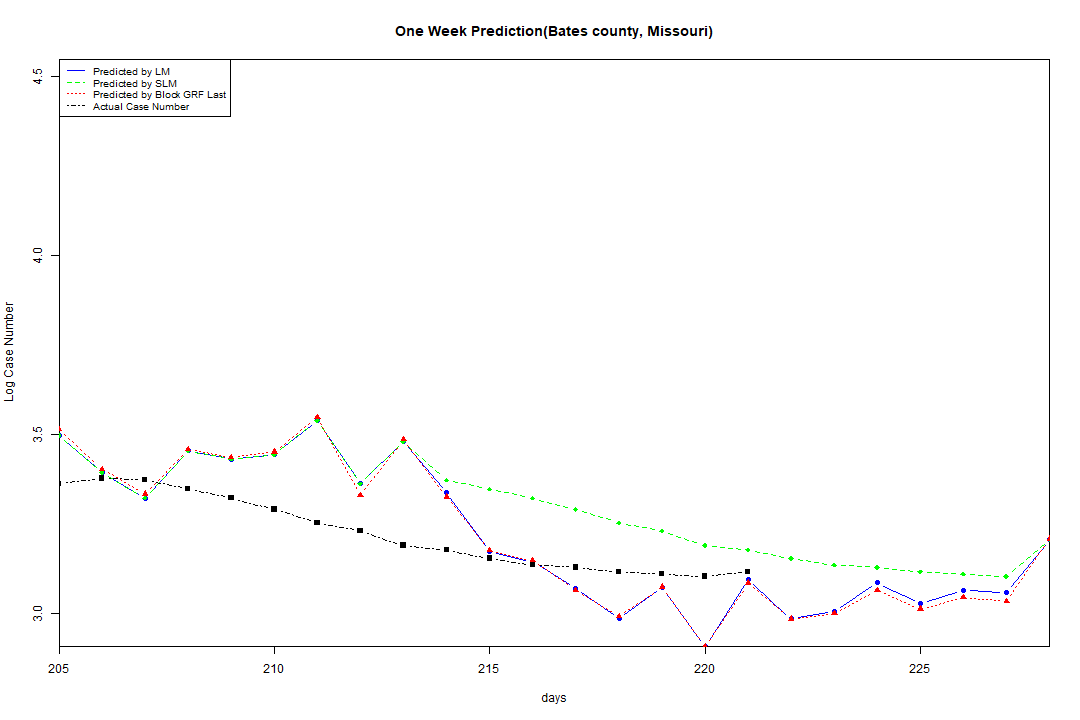 One Week Prediction(Bates county, Missouri)
Predicted by LM
Predicted by SLM
Predicted by Block GRF Last
Actual Case Number
4.5
4.0
3.5
3.0
Log Case Number
205 210 215 220 225
days